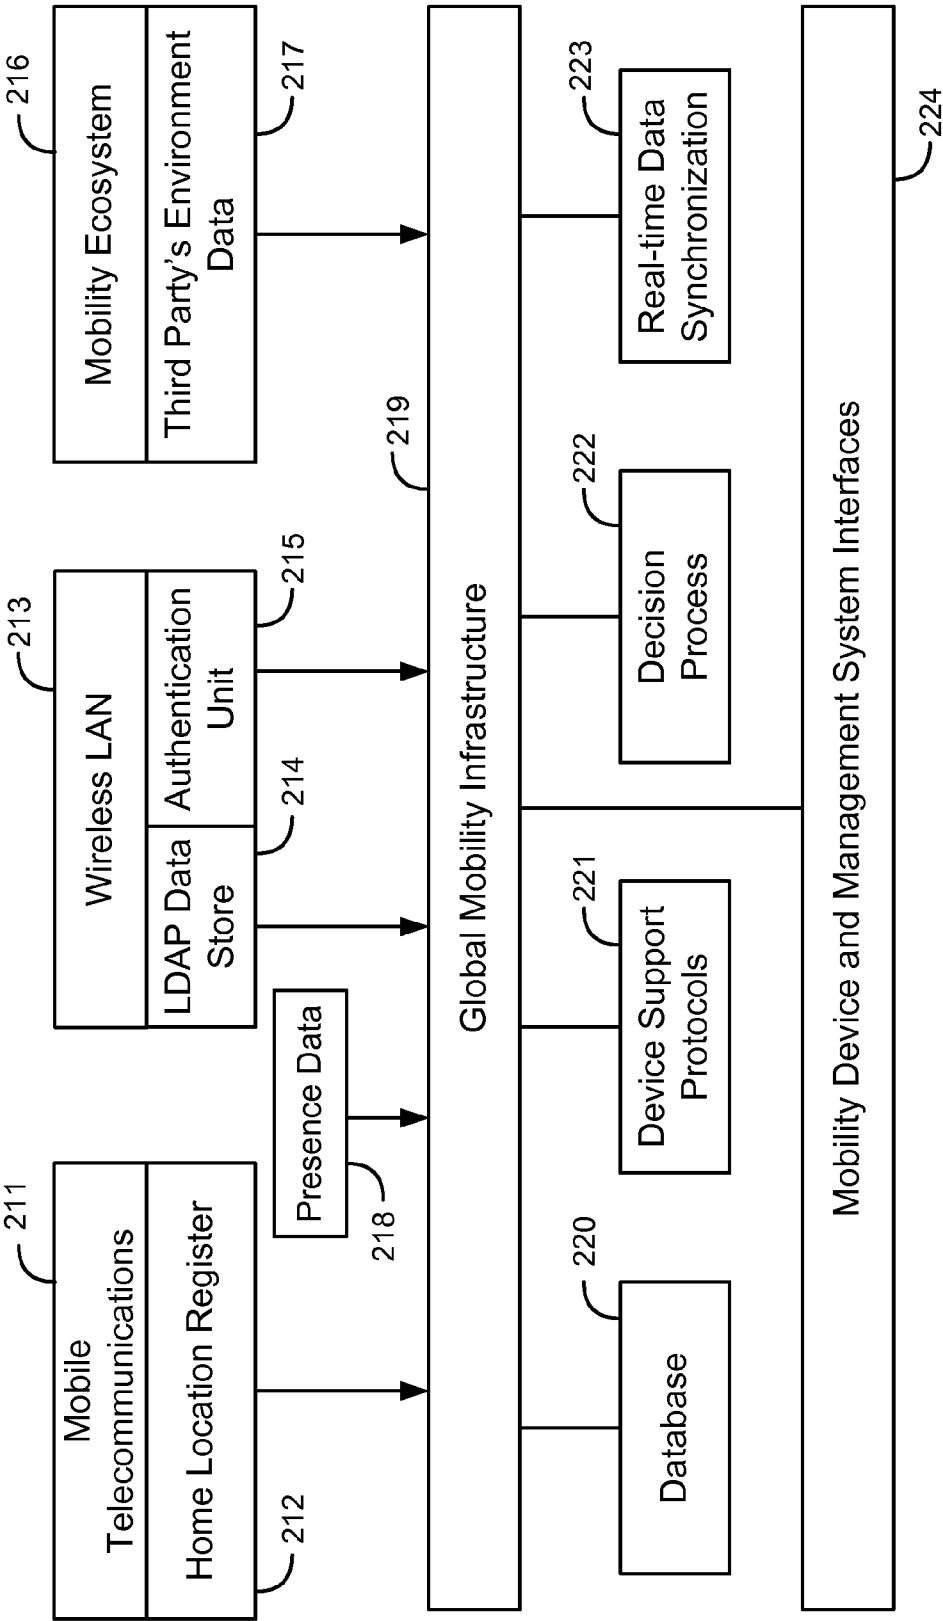 211
Mobile
Telecommunications
Home Location Register
212
213
Wireless LAN
LDAP Data
Store
214
Authentication
Unit
215
216
Mobility Ecosystem
Third Party's Environment
Data
217
Presence Data
218
219
Global Mobility Infrastructure
220
Database
221
Device Support
Protocols
222
Decision
Process
223
Real-time Data
Synchronization
Mobility Device and Management System Interfaces
224